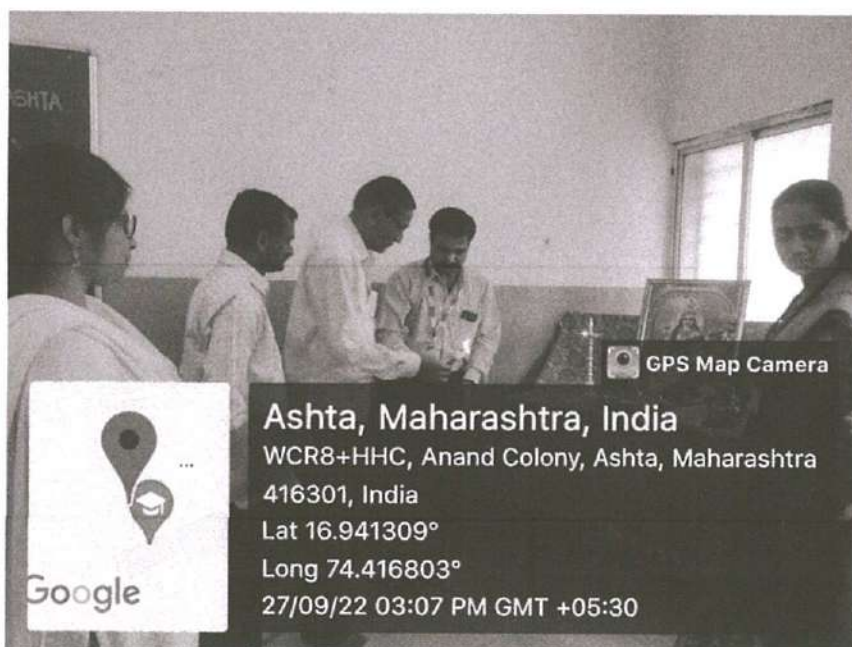 ASHTA
GPS Map Camera
Ashta, Maharashtra, India
WCR8+HHC, Anand Colony, Ashta, Maharashtra
416301, India
Lat 16.941309°
Long 74.416803°
27/09/22 03:07 PM GMT +05:30
Google